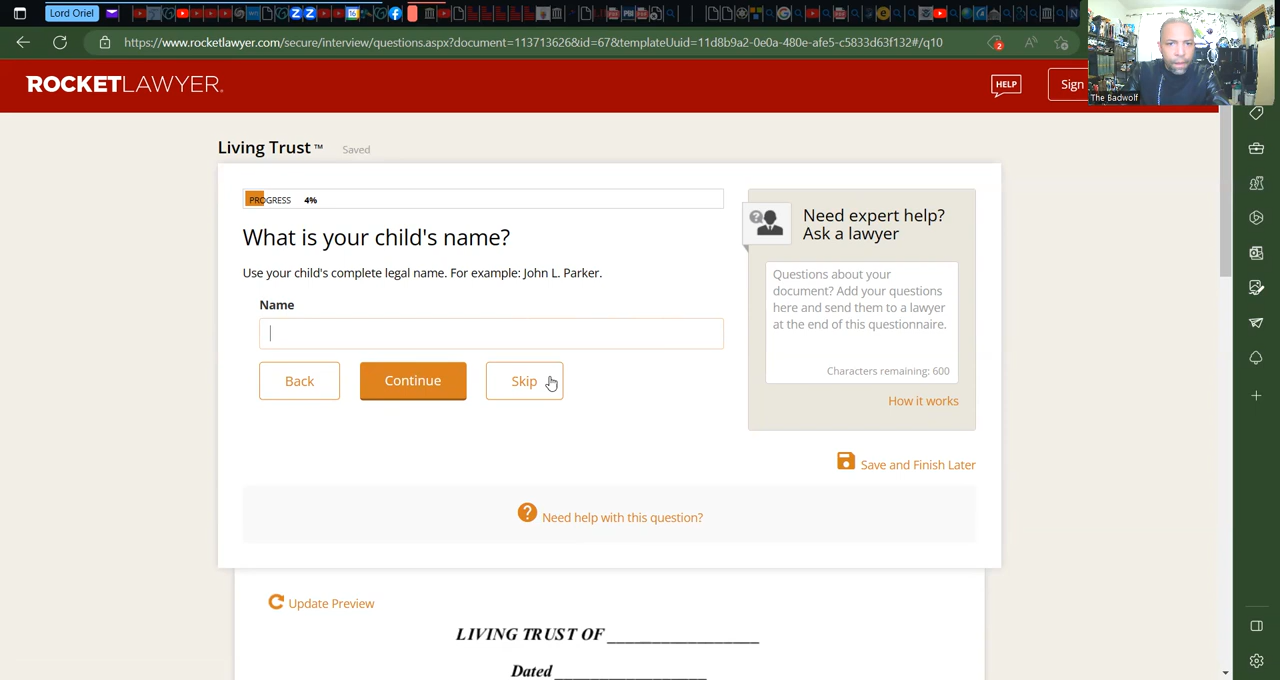 Lord Oriel
https://www.rocketlawyer.com/secure/interview/questions.aspx?document=113713626&id=67&templateUuid=11d8b9a2-0e0a-480e-afe5-c5833d63f132#/q10
2
The Badwolf
ROCKETLAWYER.
HELP
Sign
Living Trust™ Saved
PROGRESS 4%
What is your child's name?
Use your child's complete legal name. For example: John L. Parker.
Name
Back
Continue
Skip
Need expert help?
Ask a lawyer
Questions about your
document? Add your questions
here and send them to a lawyer
at the end of this questionnaire.
Characters remaining: 600
How it works
Save and Finish Later
? Need help with this question?
Update Preview
LIVING TRUST OF ________________
Dated ________________